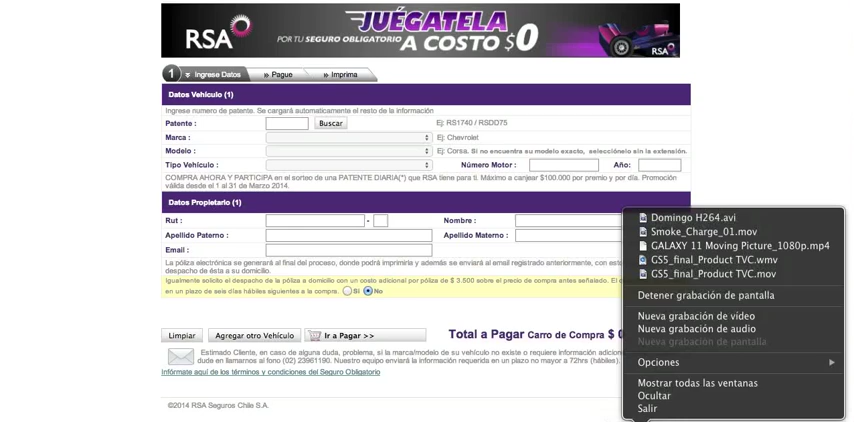 RSA
JUÉGATELA
POR TU SEGURO OBLIGATORIO A COSTO $0
RSA
1 Ingrese Datos » Pague » Imprima
Datos Vehículo (1)
Ingrese numero de patente. Se cargará automaticamente el resto de la información
Patente : Buscar Ej: RS1740 / RSDD75
Marca : Ej: Chevrolet
Modelo : Ej: Corsa. Si no encuentra su modelo exacto, selecciónelo sin la extensión.
Tipo Vehículo : Número Motor : Año:
COMPRA AHORA Y PARTICIPA en el sorteo de una PATENTE DIARIA(*) que RSA tiene para ti. Máximo a canjear $100.000 por premio y por día. Promoción
válida desde el 1 al 31 de Marzo 2014.
Datos Propietario (1)
Rut : - Nombre :
Apellido Paterno : Apellido Materno :
Email :
La póliza electrónica se generará al final del proceso, donde podrá imprimirla y además se enviará al email registrado anteriormente, con este
despacho de ésta a su domicilio.
Igualmente solicito el despacho de la póliza a domicilio con un costo adicional por póliza de $ 3.500 sobre el precio de compra antes señalado. El
en un plazo de seis días hábiles siguientes a la compra. Si No
Limpiar Agregar otro Vehículo Ir a Pagar >> Total a Pagar Carro de Compra $
Estimado Cliente, en caso de alguna duda, problema, si la marca/modelo de su vehículo no existe o requiere información
dude en llamarnos al fono (02) 23961190. Nuestro equipo enviará la información requerida en un plazo no mayor a 72hrs (hábiles).
Infórmate aquí de los términos y condiciones del Seguro Obligatorio
©2014 RSA Seguros Chile S.A.
Domingo H264.avi
Smoke_Charge_01.mov
GALAXY 11 Moving Picture_1080p.mp4
GS5_final_Product TVC.wmv
GS5_final_Product TVC.mov
Detener grabación de pantalla
Nueva grabación de vídeo
Nueva grabación de audio
Nueva grabación de pantalla
Opciones
Mostrar todas las ventanas
Ocultar
Salir